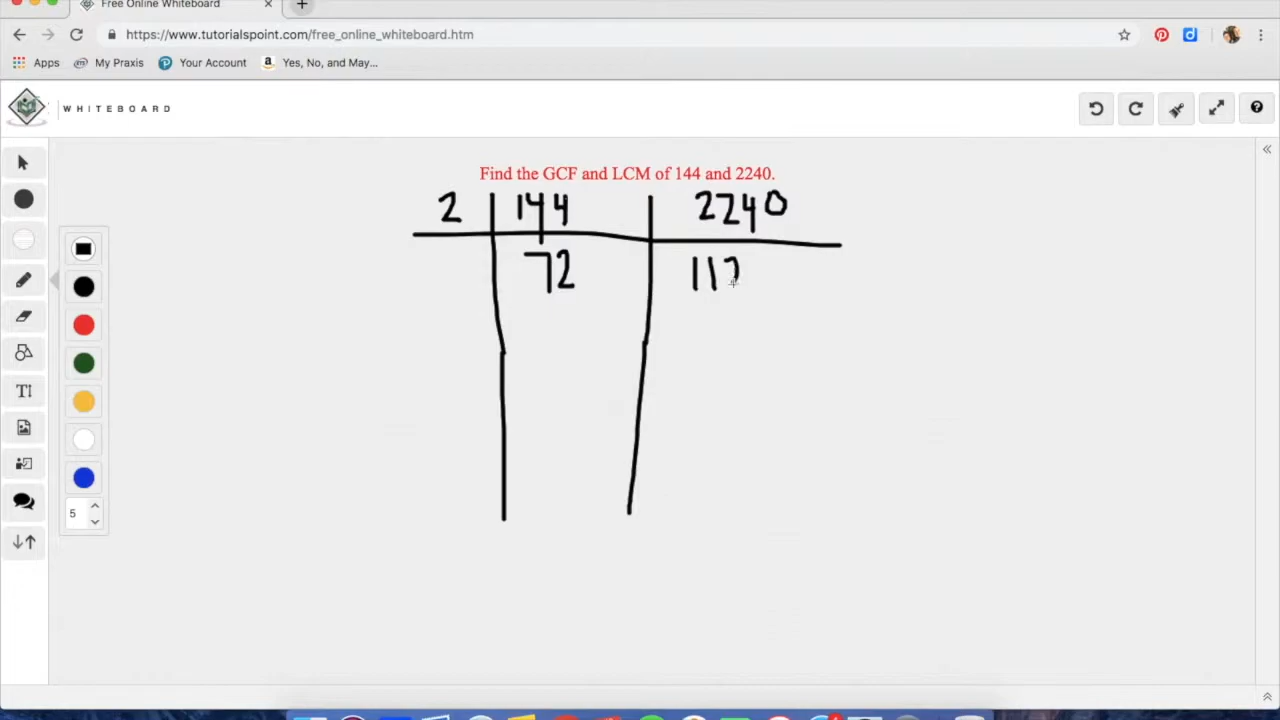 Free Online Whiteboard
https://www.tutorialspoint.com/free_online_whiteboard.htm
Apps My Praxis Your Account Yes, No, and May...
WHITEBOARD
Find the GCF and LCM of 144 and 2240.
2 144 2240
72 112
5